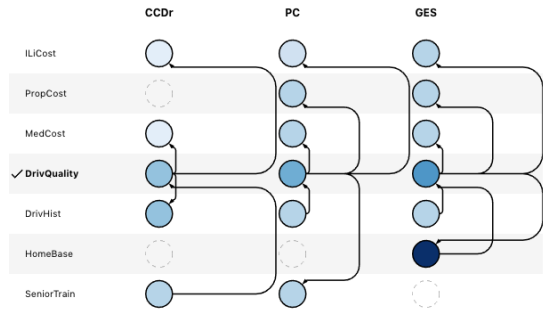 CCDr PC GES
ILiCost
PropCost
MedCost
DrivQuality
DrivHist
HomeBase
SeniorTrain